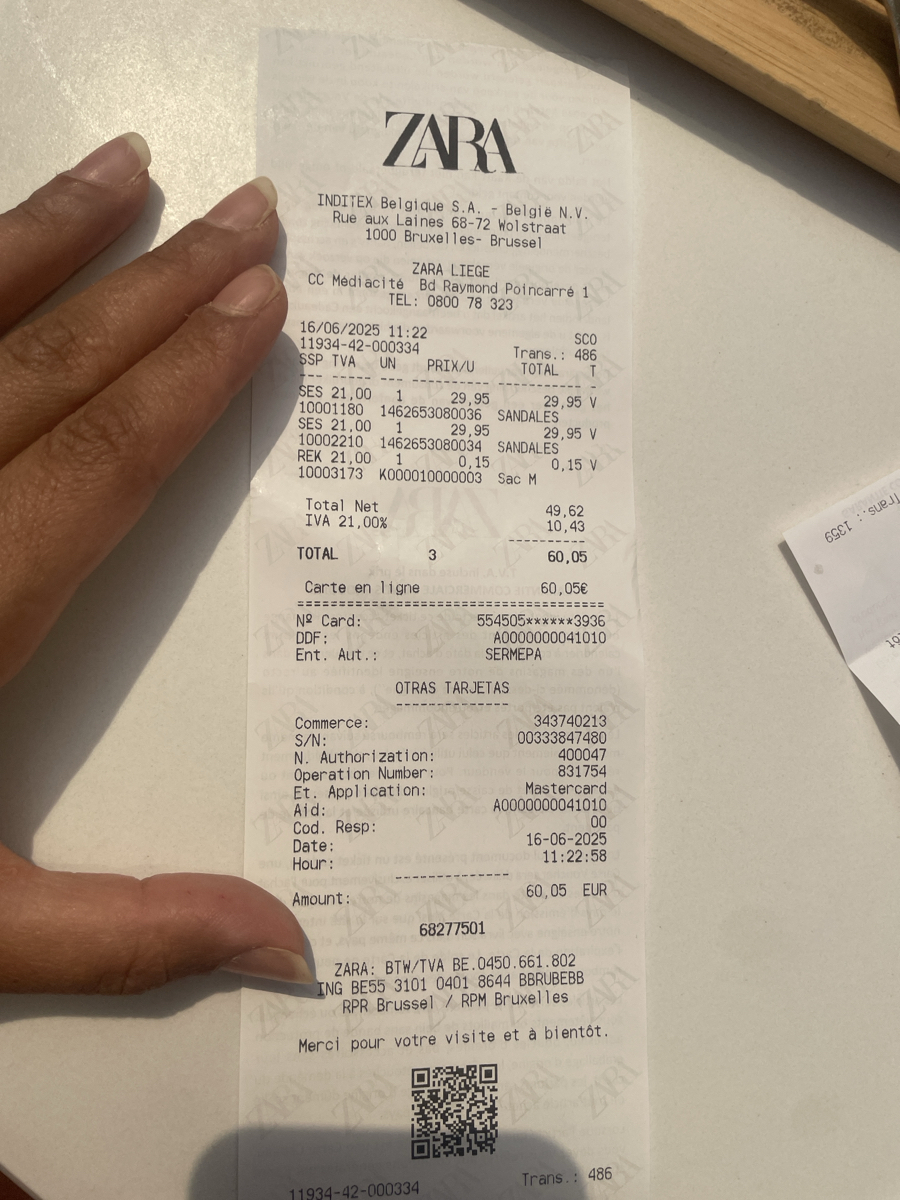 ZARA
INDITEX Belgique S.A. - België N.V.
Rue aux Laines 68-72 Wolstraat
1000 Bruxelles- Brussel
ZARA LIEGE
CC Médiacité Bd Raymond Poincarré 1
TEL: 0800 78 323
16/06/2025 11:22 SCO
11934-42-000334 Trans.: 486
SSP TVA UN PRIX/U TOTAL T
--- ----- --- ---------- ----------- -
SES 21,00 1 29,95 29,95 V
10001180 1462653080036 SANDALES
SES 21,00 1 29,95 29,95 V
10002210 1462653080034 SANDALES
REK 21,00 1 0,15 0,15 V
10003173 K000010000003 Sac M
Total Net 49,62
IVA 21,00% 10,43
----------
TOTAL 3 60,05
Carte en ligne 60,05€
========================================
Nº Card: 554505******3936
DDF: A0000000041010
Ent. Aut.: SERMEPA
OTRAS TARJETAS
--------------
Commerce: 343740213
S/N: 00333847480
N. Authorization: 400047
Operation Number: 831754
Et. Application: Mastercard
Aid: A0000000041010
Cod. Resp: 00
Date: 16-06-2025
Hour: 11:22:58
--------------
Amount: 60,05 EUR
68277501
ZARA: BTW/TVA BE.0450.661.802
ING BE55 3101 0401 8644 BBRUBEBB
RPR Brussel / RPM Bruxelles
Merci pour votre visite et à bientôt.
11934-42-000334 Trans.: 486
Trans.: 1359